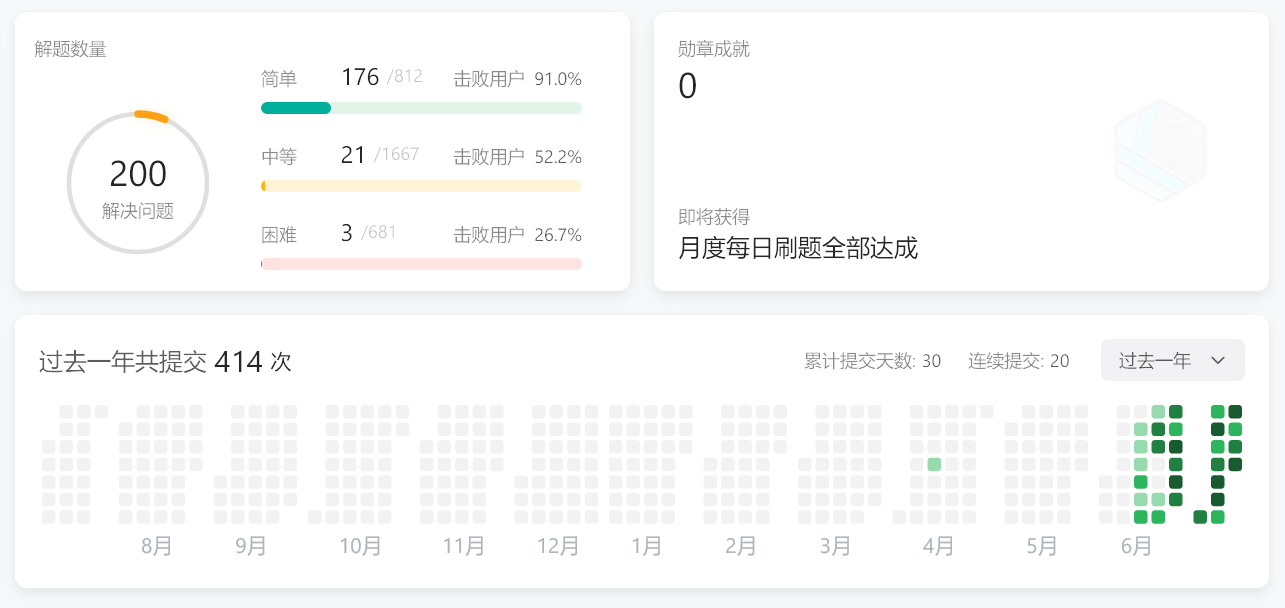 解题数量
简单 176 /812 击败用户 91.0%
中等 21 /1667 击败用户 52.2%
困难 3 /681 击败用户 26.7%
200
解决问题
勋章成就
0
即将获得
月度每日刷题全部达成
过去一年共提交 414 次
累计提交天数: 30 连续提交: 20 过去一年
8月 9月 10月 11月 12月 1月 2月 3月 4月 5月 6月